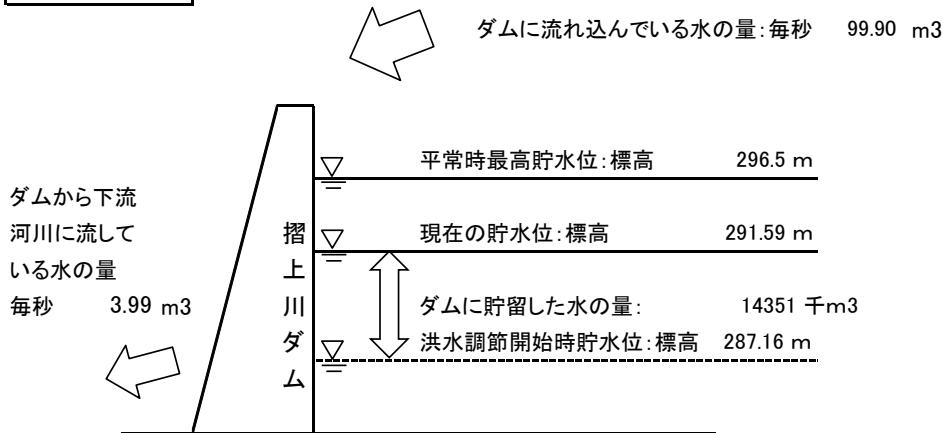 ダムに流れ込んでいる水の量：毎秒 99.90 m3
平常時最高貯水位：標高 296.5 m
ダムから下流
河川に流して
いる水の量
毎秒 3.99 m3
摺上川ダム
現在の貯水位：標高 291.59 m
ダムに貯留した水の量： 14351 千m3
洪水調節開始時貯水位：標高 287.16 m